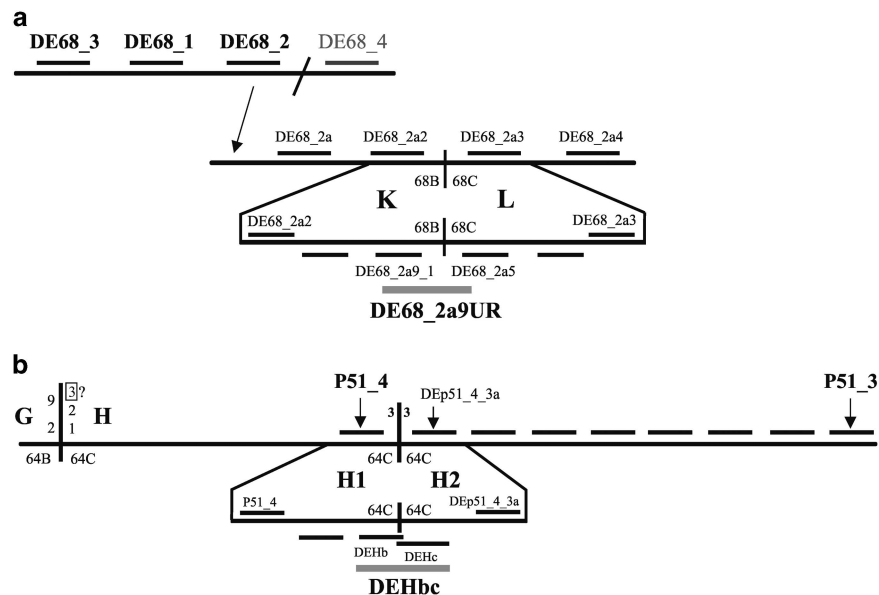 a
DE68_3 DE68_1 DE68_2 DE68_4
DE68_2a DE68_2a2 DE68_2a3 DE68_2a4
68B 68C
K L
DE68_2a2 68B 68C DE68_2a3
DE68_2a9_1 DE68_2a5
DE68_2a9UR
b
P51_4 DEp51_4_3a P51_3
G 9 3? H
2
2 1
3 3
64B 64C 64C 64C
H1 H2
P51_4 64C 64C DEp51_4_3a
DEHb DEHc
DEHbc